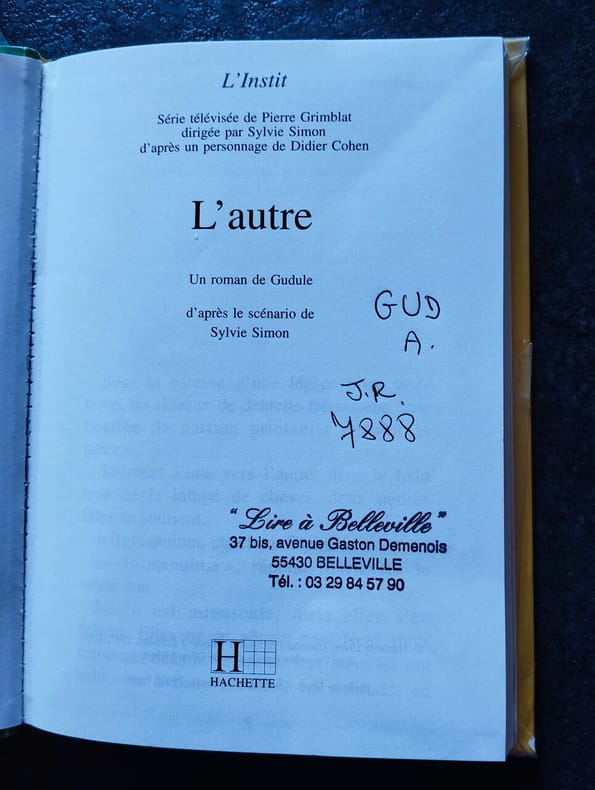 L'Instit
Série télévisée de Pierre Grimblat
dirigée par Sylvie Simon
d'après un personnage de Didier Cohen
L'autre
Un roman de Gudule
d'après le scénario de
Sylvie Simon
GUD
A.
J.R.
7888
"Lire à Belleville"
37 bis, avenue Gaston Demenois
55430 BELLEVILLE
Tél. : 03 29 84 57 90
H
HACHETTE